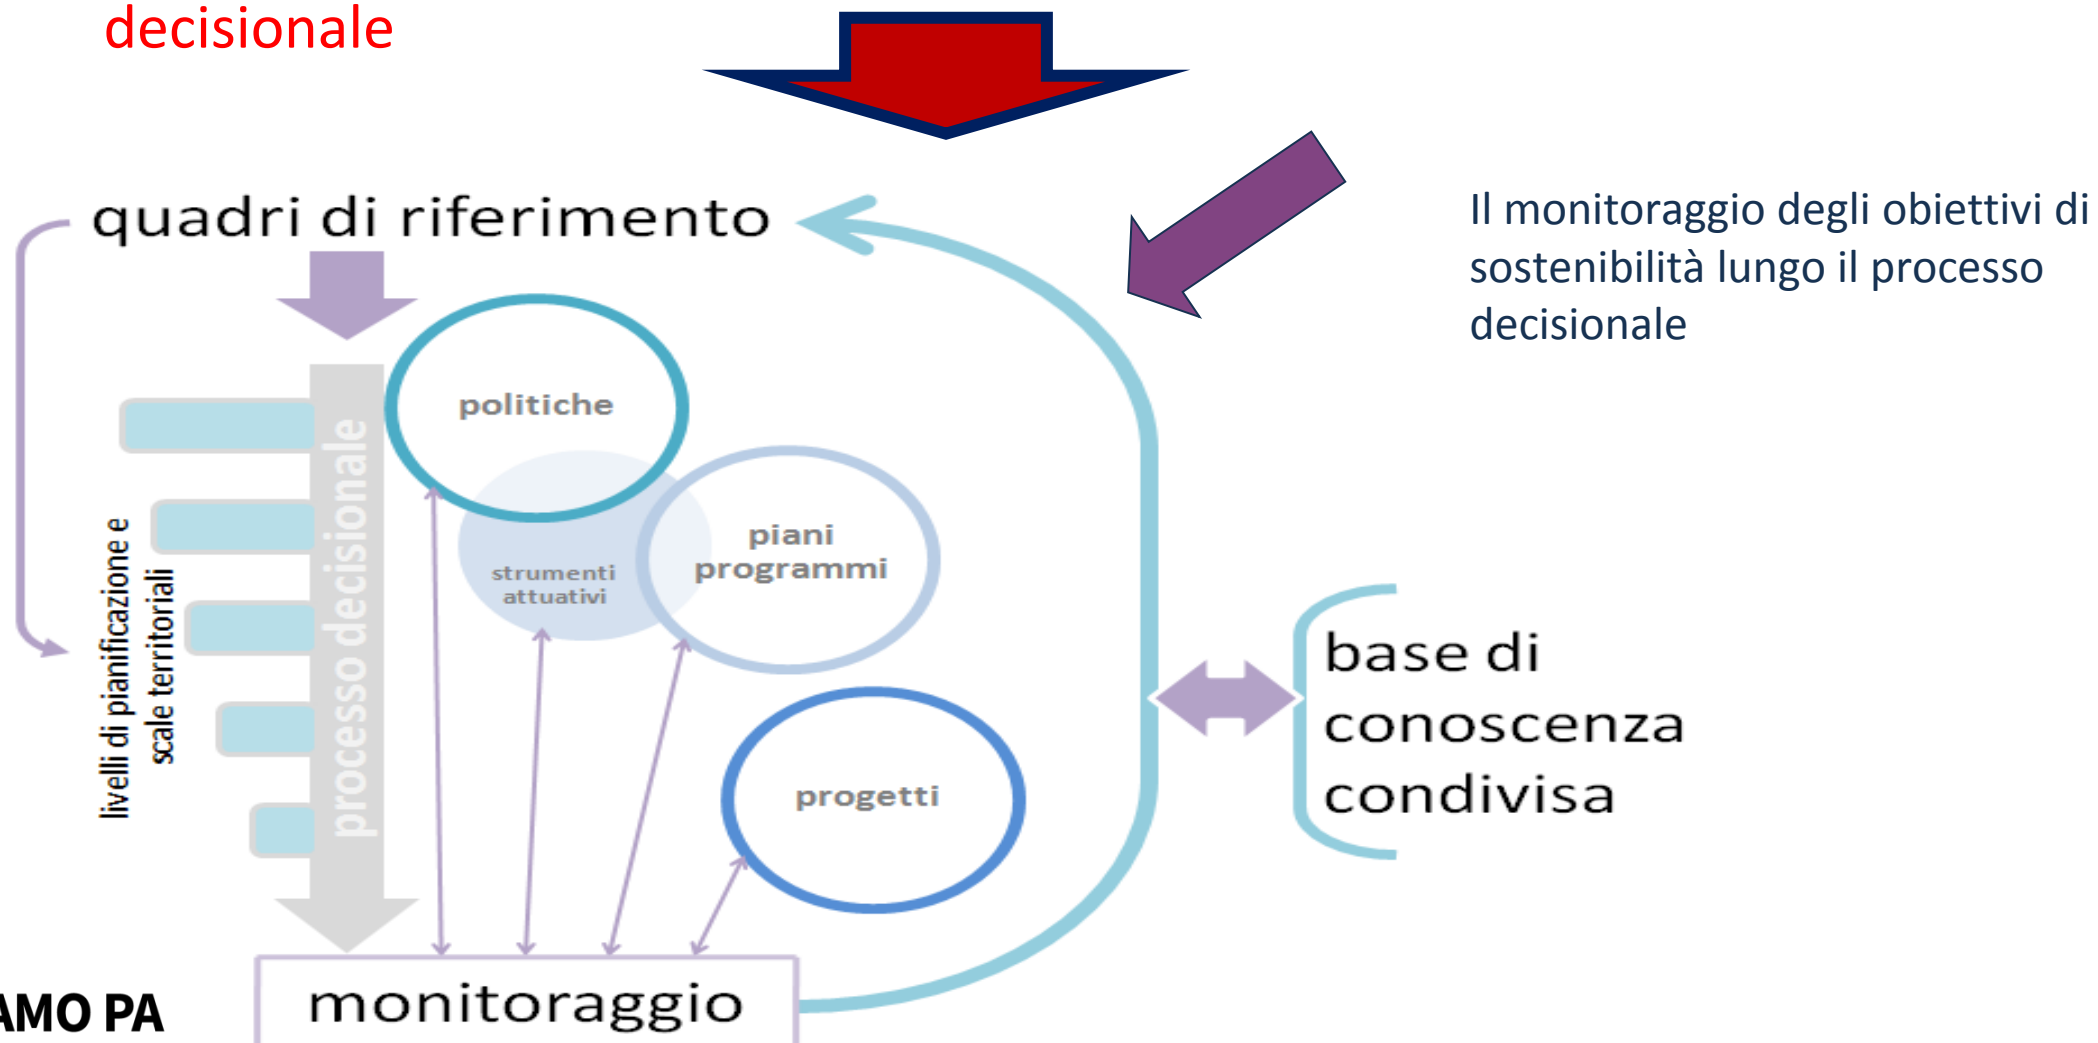 decisionale
Il monitoraggio degli obiettivi di
sostenibilità lungo il processo
decisionale
quadri di riferimento
politiche
strumenti
attuativi
piani
programmi
progetti
processo decisionale
livelli di pianificazione e
scale territoriali
base di
conoscenza
condivisa
monitoraggio
AMO PA